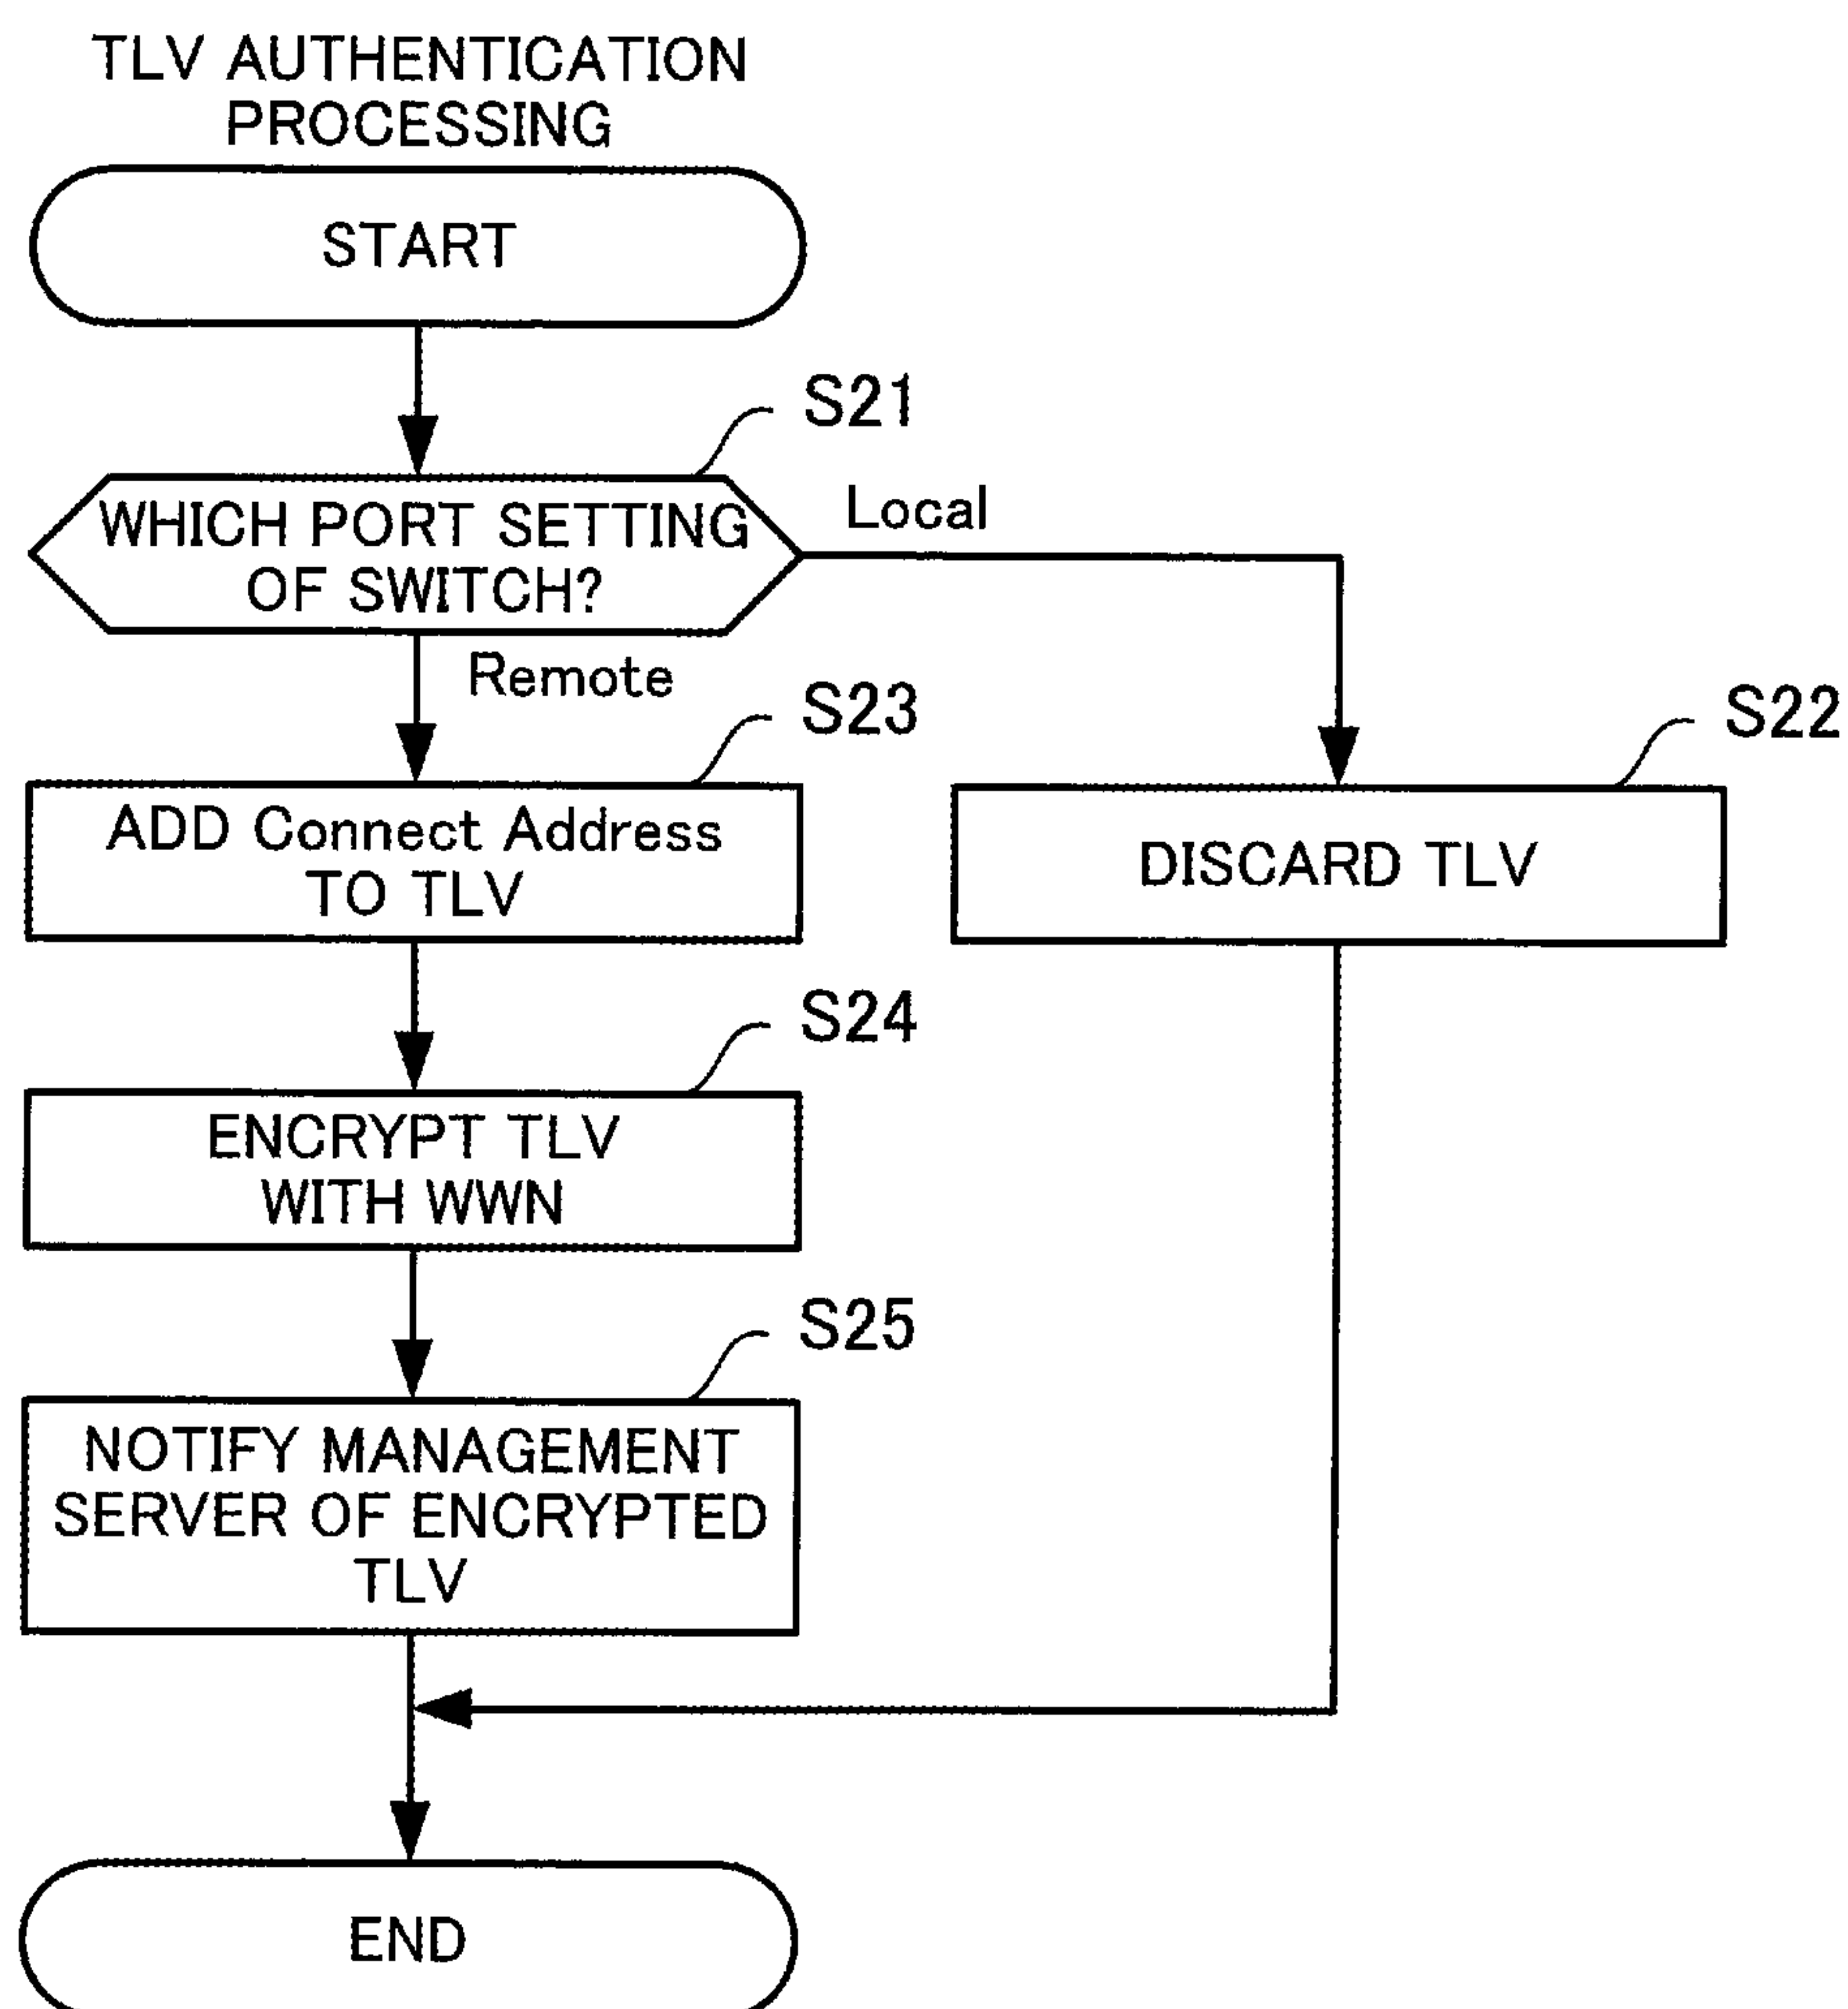 TLV AUTHENTICATION
PROCESSING
START
S21
WHICH PORT SETTING
OF SWITCH?
Local
Remote
S23
ADD Connect Address
TO TLV
S22
DISCARD TLV
S24
ENCRYPT TLV
WITH WWN
S25
NOTIFY MANAGEMENT
SERVER OF ENCRYPTED
TLV
END